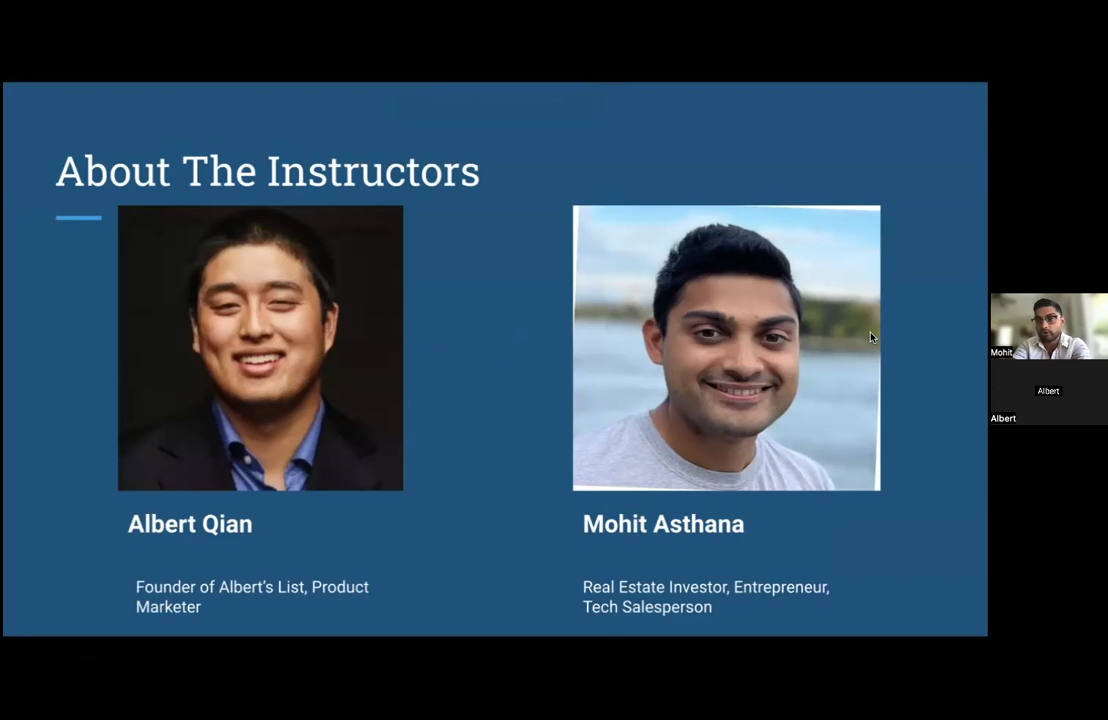 About The Instructors
Albert Qian
Founder of Albert's List, Product
Marketer
Mohit Asthana
Real Estate Investor, Entrepreneur,
Tech Salesperson
Mohit
Albert
Albert